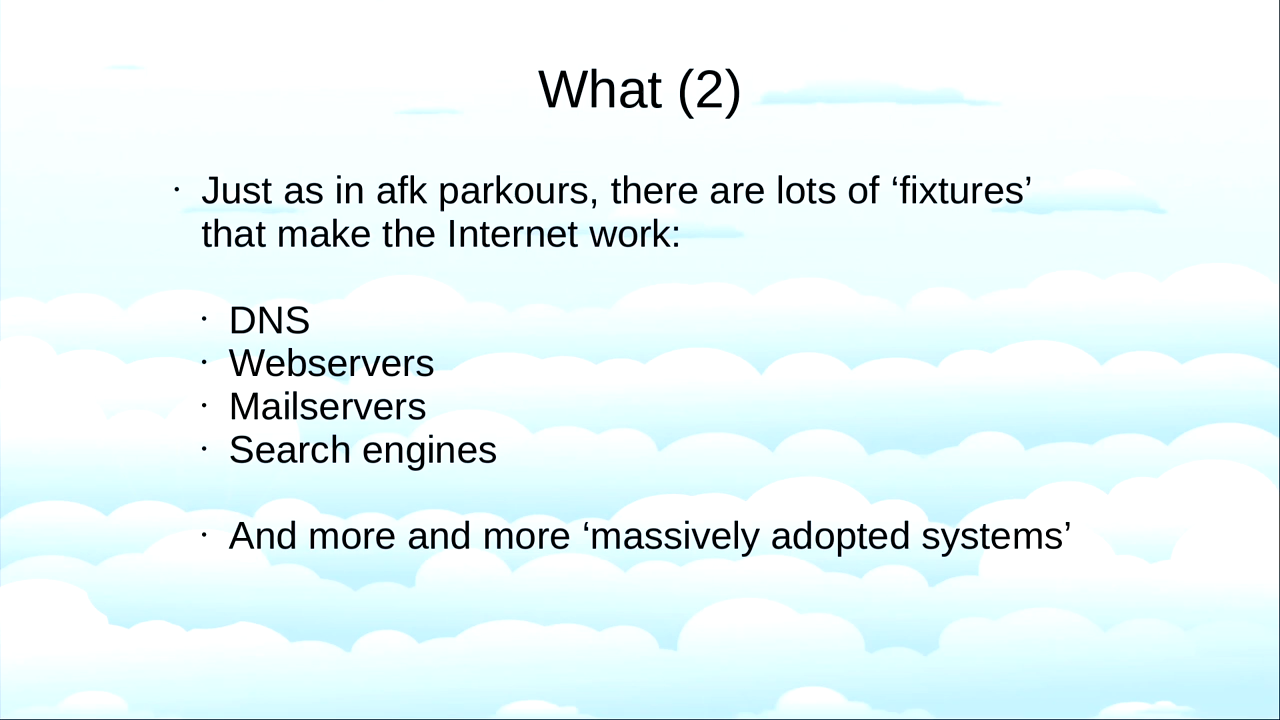 What (2)
· Just as in afk parkours, there are lots of ‘fixtures’
that make the Internet work:
· DNS
· Webservers
· Mailservers
· Search engines
· And more and more ‘massively adopted systems’